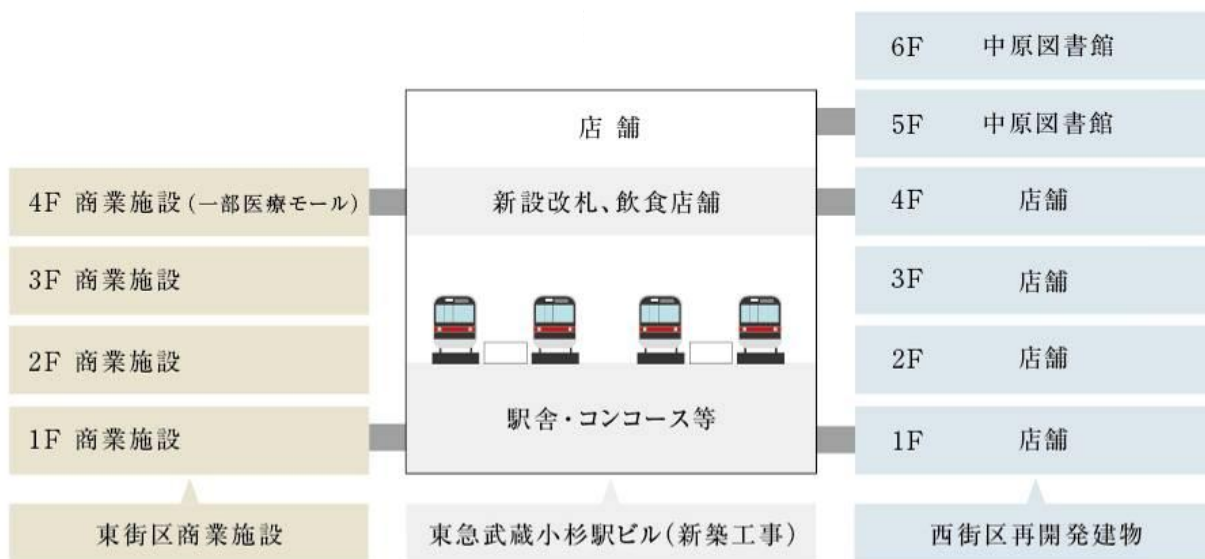 6F 中原図書館
5F 中原図書館
店舗
4F 商業施設(一部医療モール)
新設改札、飲食店舗
4F 店舗
3F 商業施設
3F 店舗
2F 商業施設
2F 店舗
1F 商業施設
駅舎・コンコース等
1F 店舗
東街区商業施設
東急武蔵小杉駅ビル(新築工事)
西街区再開発建物